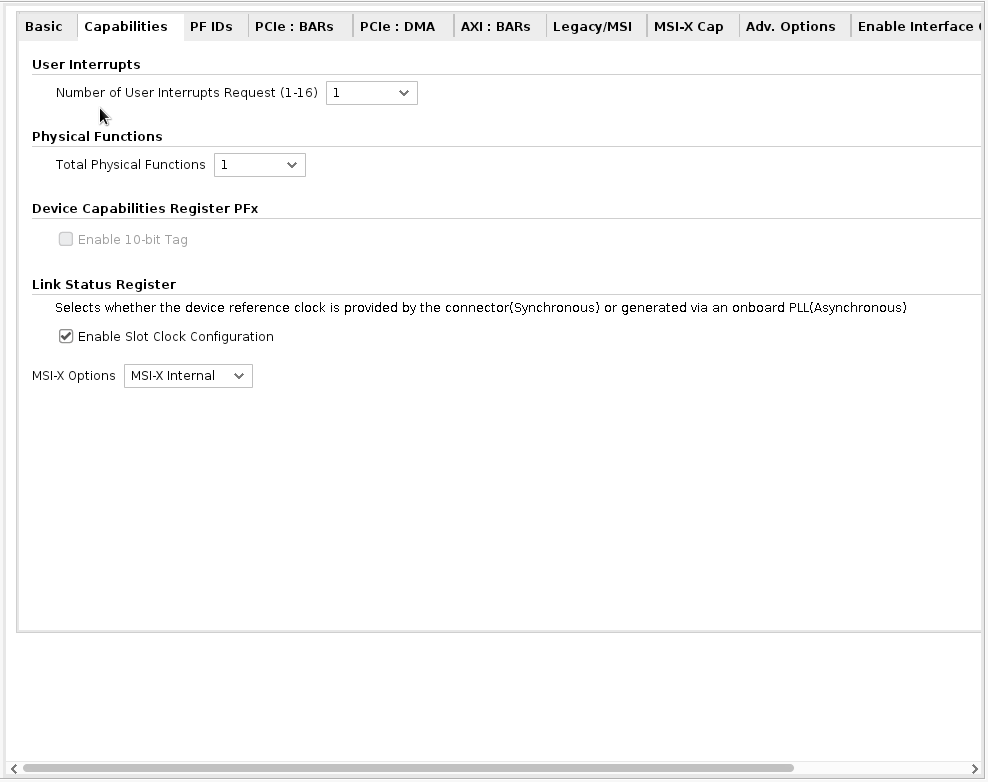 Basic Capabilities PF IDs PCIe : BARs PCIe : DMA AXI : BARs Legacy/MSI MSI-X Cap Adv. Options Enable Interface
User Interrupts
Number of User Interrupts Request (1-16) 1
Physical Functions
Total Physical Functions 1
Device Capabilities Register PFx
Enable 10-bit Tag
Link Status Register
Selects whether the device reference clock is provided by the connector(Synchronous) or generated via an onboard PLL(Asynchronous)
Enable Slot Clock Configuration
MSI-X Options MSI-X Internal